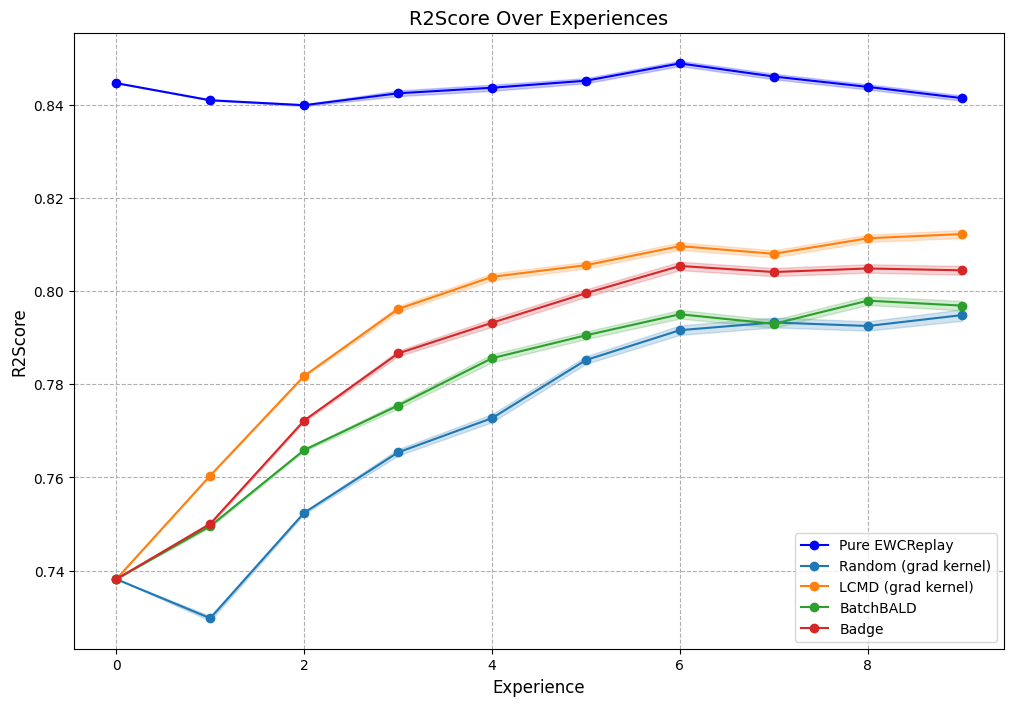 R2Score Over Experiences
R2Score
0.84
0.82
0.80
0.78
0.76
0.74
0
2
4
6
8
Experience
Pure EWCReplay
Random (grad kernel)
LCMD (grad kernel)
BatchBALD
Badge